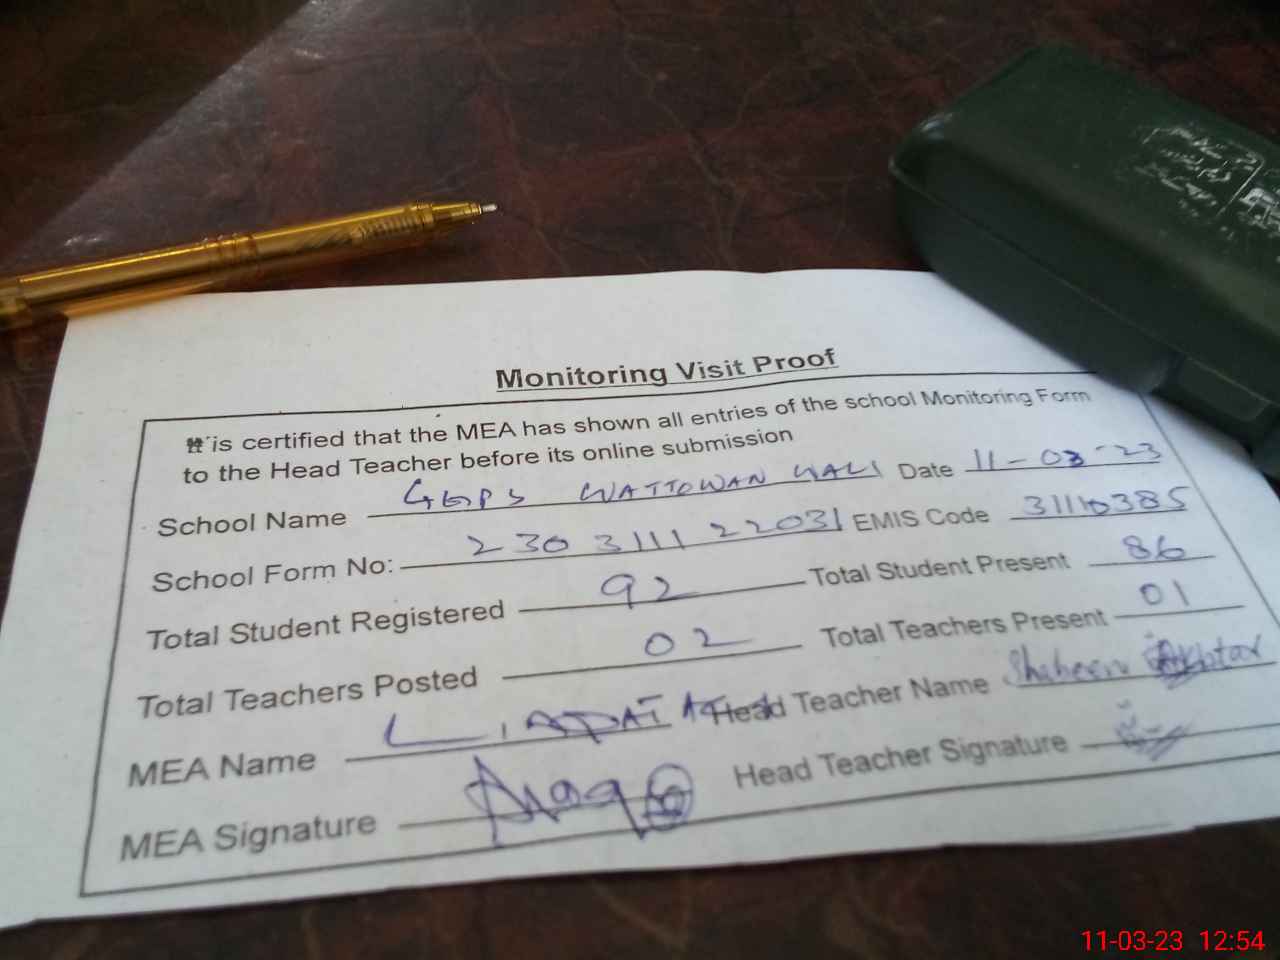 Monitoring Visit Proof
It is certified that the MEA has shown all entries of the school Monitoring Form
to the Head Teacher before its online submission
School Name GGPS WATTOWAN WALI Date 11-03-23
School Form No: 230311122031 EMIS Code 31110385
Total Student Registered 92 Total Student Present 86
Total Teachers Posted 02 Total Teachers Present 01
MEA Name Head Teacher Name Shaheen Akhtar
MEA Signature Head Teacher Signature
11-03-23 12:54